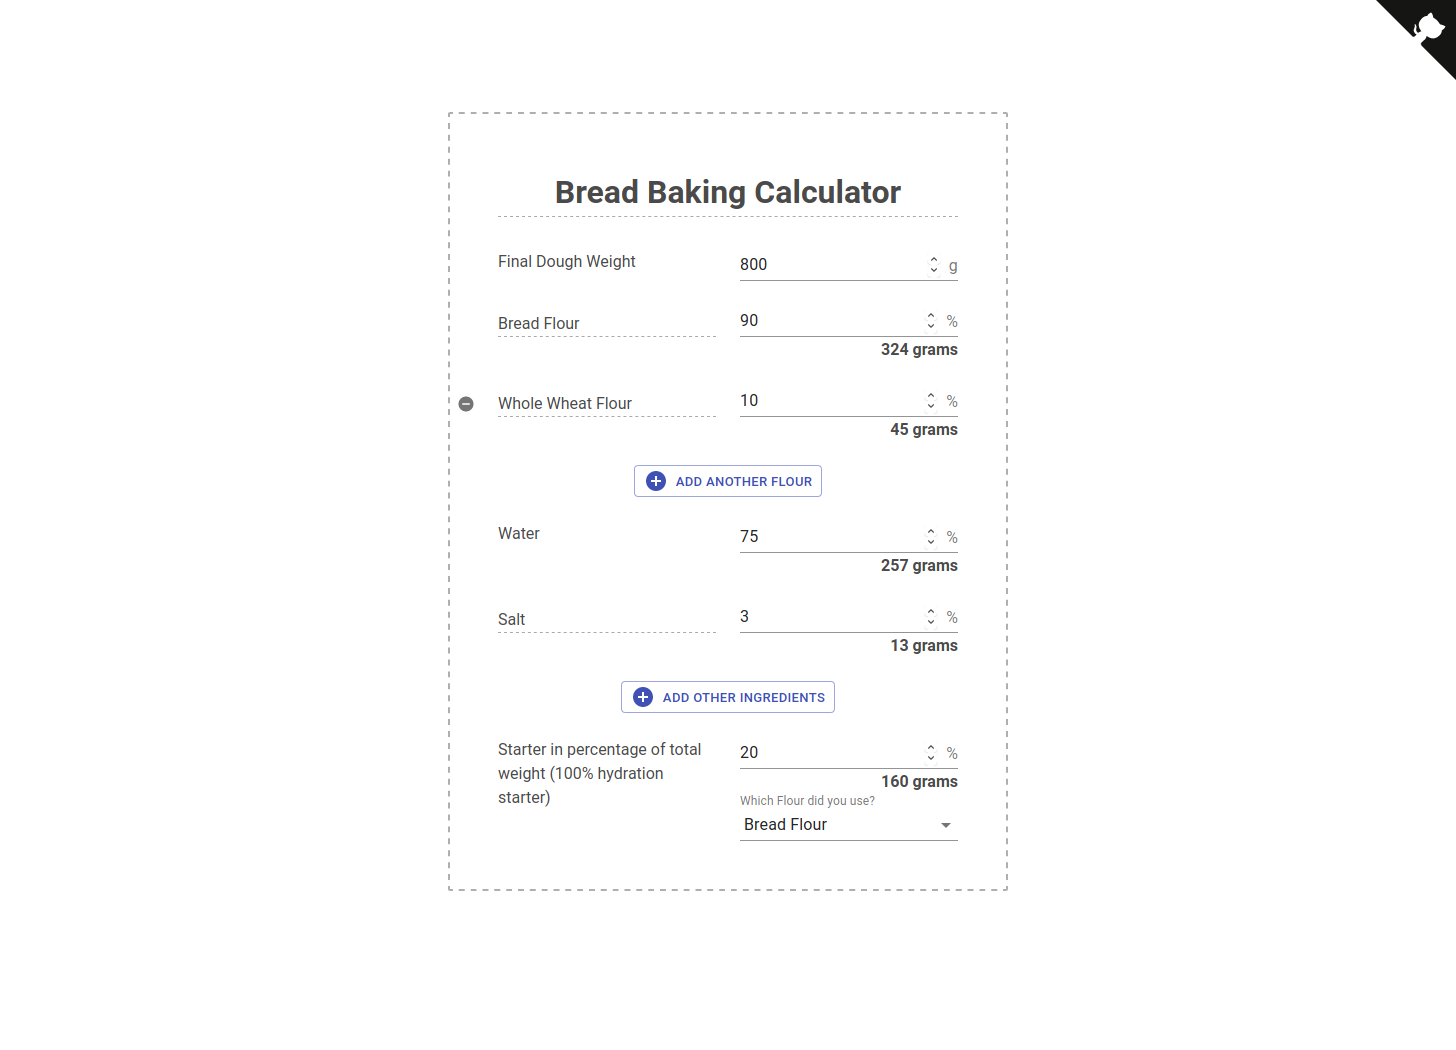 Bread Baking Calculator
Final Dough Weight
800
g
Bread Flour
90
%
324 grams
Whole Wheat Flour
10
%
45 grams
ADD ANOTHER FLOUR
Water
75
%
257 grams
Salt
3
%
13 grams
ADD OTHER INGREDIENTS
Starter in percentage of total
weight (100% hydration
starter)
20
%
160 grams
Which Flour did you use?
Bread Flour